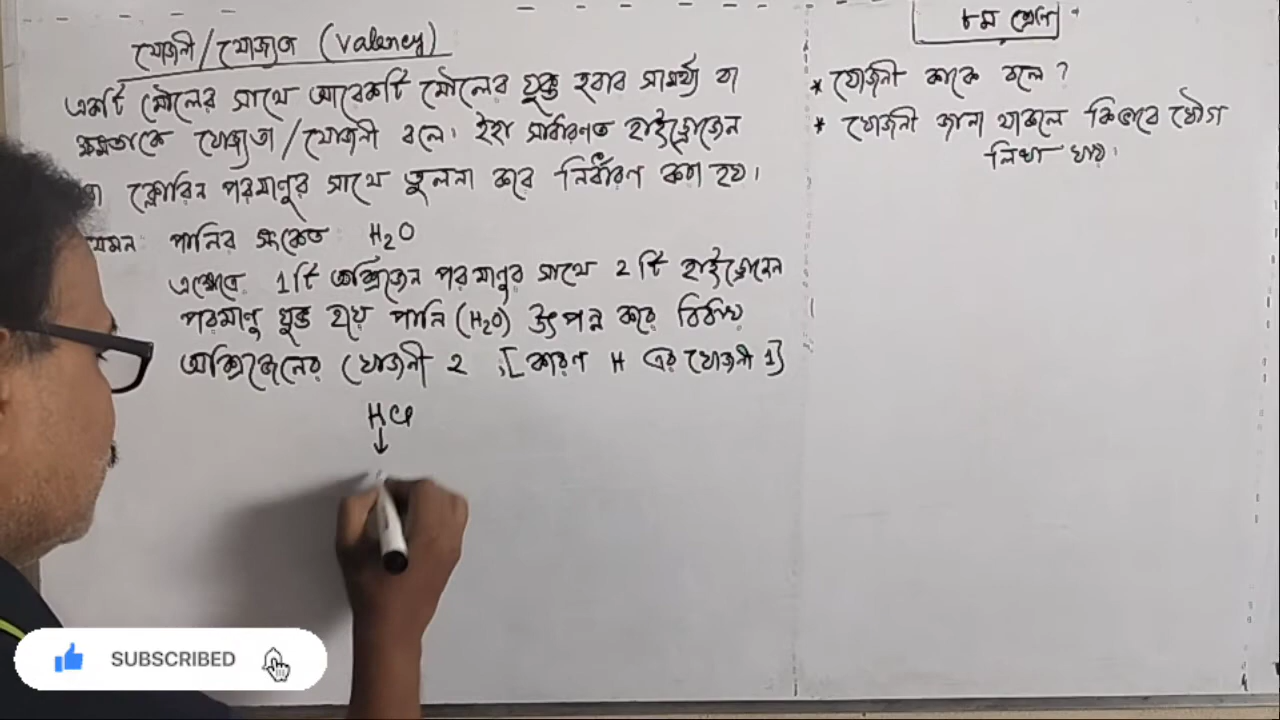 যোজনী/যোজ্যতা (Valency)
একটি মৌলের সাথে আরেকটি মৌলের যুক্ত হবার সামর্থ্য বা
ক্ষমতাকে যোজ্যতা/যোজনী বলে। ইহা সাধারণত হাইড্রোজেন
ক্লোরিন পরমাণুর সাথে তুলনা করে নির্ধারণ করা হয়।
যেমন: পানির সংকেত H₂O
এক্ষেত্রে 1টি অক্সিজেন পরমাণুর সাথে 2 টি হাইড্রোজেন
পরমাণু যুক্ত হয়ে পানি (H₂O) উৎপন্ন করে বিধায়
অক্সিজেনের যোজনী 2 ,[কারণ H এর যোজনী 1]
HCl
↓
৮ম শ্রেণি
* যোজনী কাকে বলে ?
* যোজনী জানা থাকলে কিভাবে যৌগ
লিখা যায়।
SUBSCRIBED